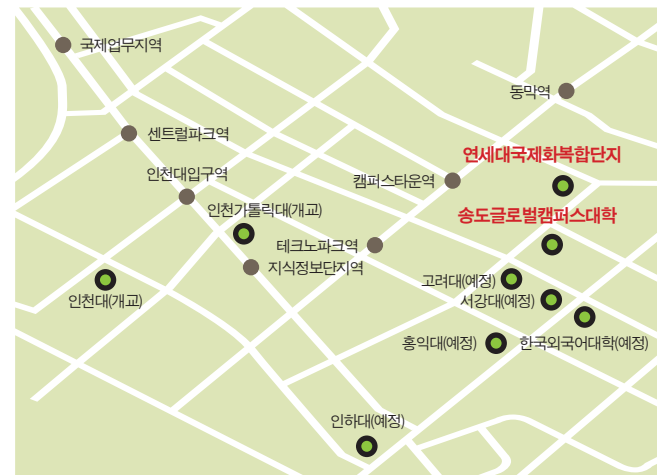 국제업무지역
동막역
센트럴파크역
연세대국제화복합단지
인천대입구역
캠퍼스타운역
인천가톨릭대(개교)
송도글로벌캠퍼스대학
테크노파크역
지식정보단지역
고려대(예정)
인천대(개교)
서강대(예정)
홍익대(예정)
한국외국어대학(예정)
인하대(예정)